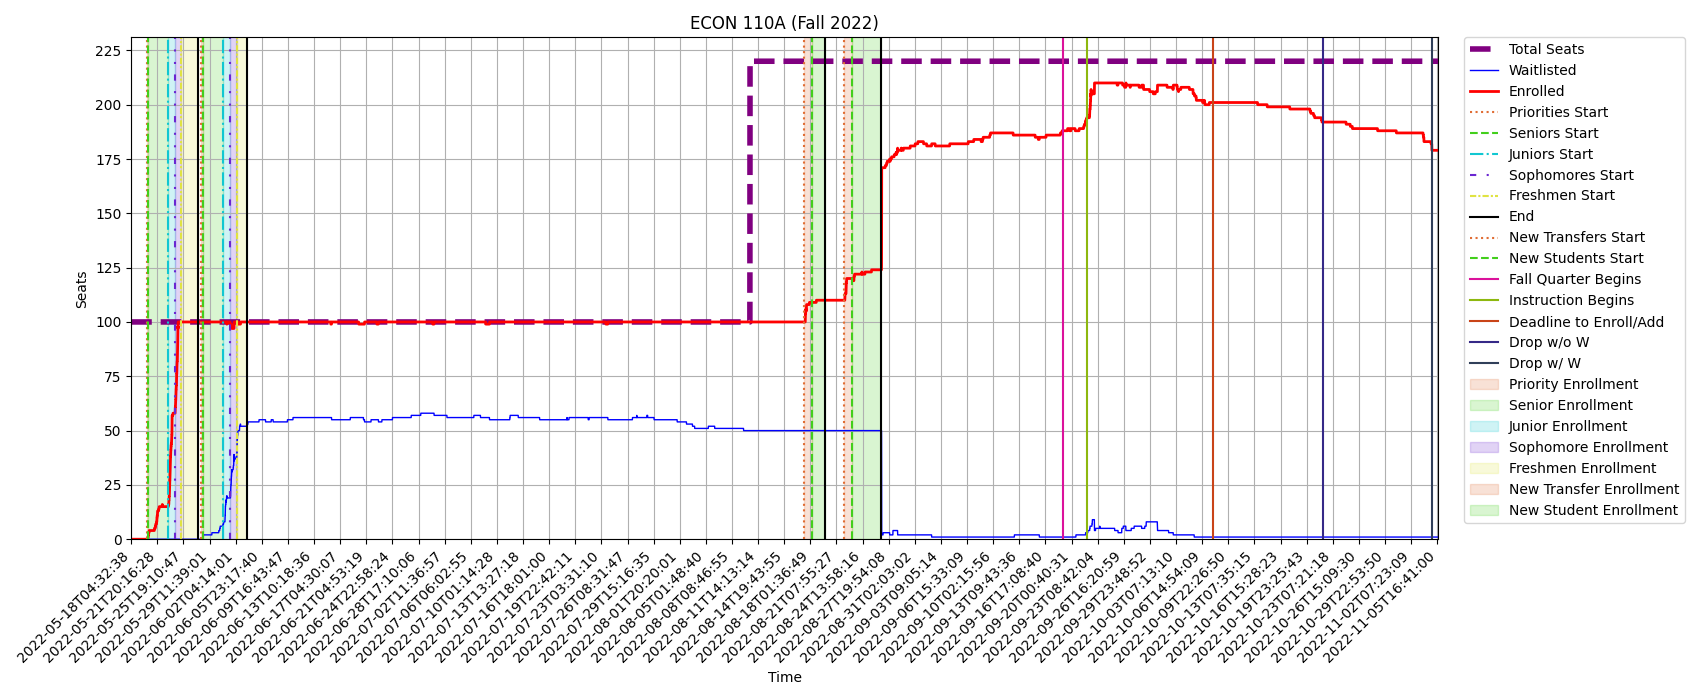 ECON 110A (Fall 2022)
Seats
225
200
175
150
125
100
75
50
25
0
2022-05-18T04:32:38
2022-05-21T20:16:28
2022-05-25T19:10:47
2022-05-29T11:39:01
2022-06-02T04:14:01
2022-06-05T23:17:40
2022-06-09T16:43:47
2022-06-13T10:18:36
2022-06-17T04:30:07
2022-06-21T04:53:19
2022-06-24T22:58:24
2022-06-28T17:10:06
2022-07-02T11:36:57
2022-07-06T06:02:55
2022-07-10T01:14:28
2022-07-13T13:27:18
2022-07-16T18:01:00
2022-07-19T22:42:11
2022-07-23T03:31:10
2022-07-26T08:31:47
2022-07-29T15:16:35
2022-08-01T20:20:01
2022-08-05T01:48:40
2022-08-08T08:46:55
2022-08-11T14:13:14
2022-08-14T19:43:55
2022-08-18T01:36:49
2022-08-21T07:55:27
2022-08-24T13:58:16
2022-08-27T19:54:08
2022-08-31T02:03:02
2022-09-03T09:05:14
2022-09-06T15:33:09
2022-09-10T02:15:56
2022-09-13T09:43:36
2022-09-16T17:08:40
2022-09-20T00:40:31
2022-09-23T08:42:04
2022-09-26T16:20:59
2022-09-29T23:48:52
2022-10-03T07:13:10
2022-10-06T14:54:09
2022-10-09T22:26:50
2022-10-13T07:35:15
2022-10-16T15:28:23
2022-10-19T23:25:43
2022-10-23T07:21:18
2022-10-26T15:09:30
2022-10-29T22:53:50
2022-11-02T07:23:09
2022-11-05T16:41:00
Time
Total Seats
Waitlisted
Enrolled
Priorities Start
Seniors Start
Juniors Start
Sophomores Start
Freshmen Start
End
New Transfers Start
New Students Start
Fall Quarter Begins
Instruction Begins
Deadline to Enroll/Add
Drop w/o W
Drop w/ W
Priority Enrollment
Senior Enrollment
Junior Enrollment
Sophomore Enrollment
Freshmen Enrollment
New Transfer Enrollment
New Student Enrollment